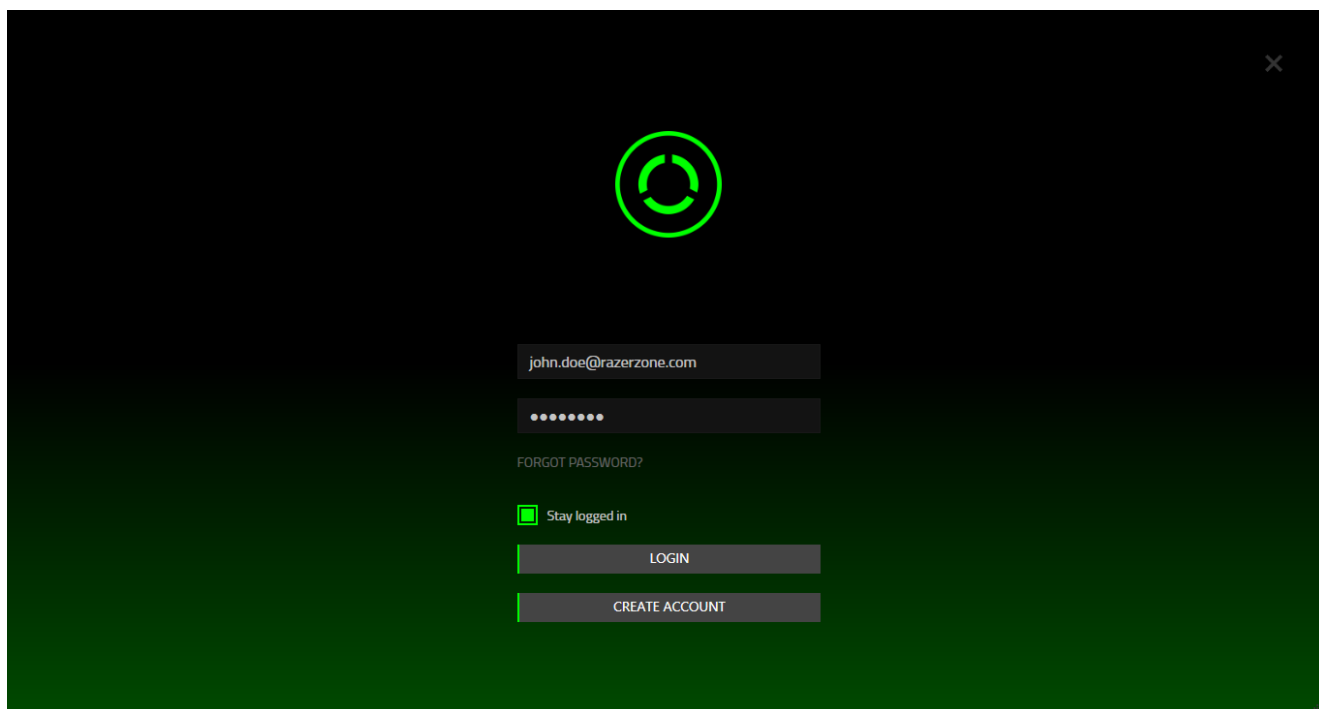 john.doe@razerzone.com
●●●●●●●●
FORGOT PASSWORD?
Stay logged in
LOGIN
CREATE ACCOUNT